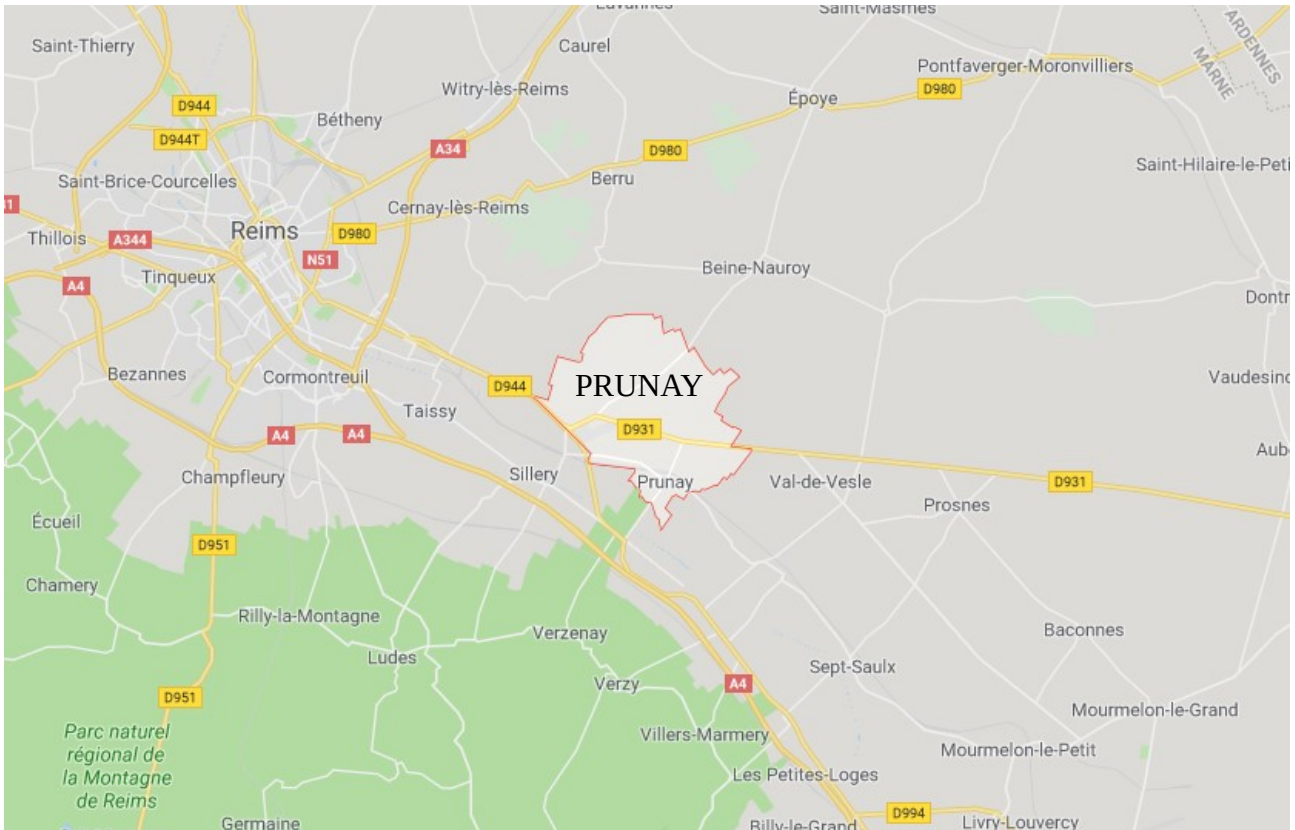 Saint-Masmes
Saint-Thierry
Caurel
ARDENNES
MARNE
Pontfaverger-Moronvilliers
Witry-lès-Reims
D980
Époye
D944
Bétheny
D944T
A34
D980
Saint-Hilaire-le-Peti
Saint-Brice-Courcelles
Berru
Cernay-lès-Reims
Reims
D980
Thillois
A344
N51
Beine-Nauroy
Tinqueux
A4
Dontr
Bezannes
Cormontreuil
D944
PRUNAY
Vaudesinc
Taissy
D931
A4
A4
Aub
Champfleury
Sillery
Prunay
Val-de-Vesle
D931
Prosnes
Écueil
D951
Chamery
Rilly-la-Montagne
Verzenay
Baconnes
Ludes
Sept-Saulx
D951
Verzy
A4
Mourmelon-le-Grand
Parc naturel
régional de
la Montagne
de Reims
Villers-Marmery
Mourmelon-le-Petit
Les Petites-Loges
D994
Germaine
Billy-le-Grand
Livry-Louvercy